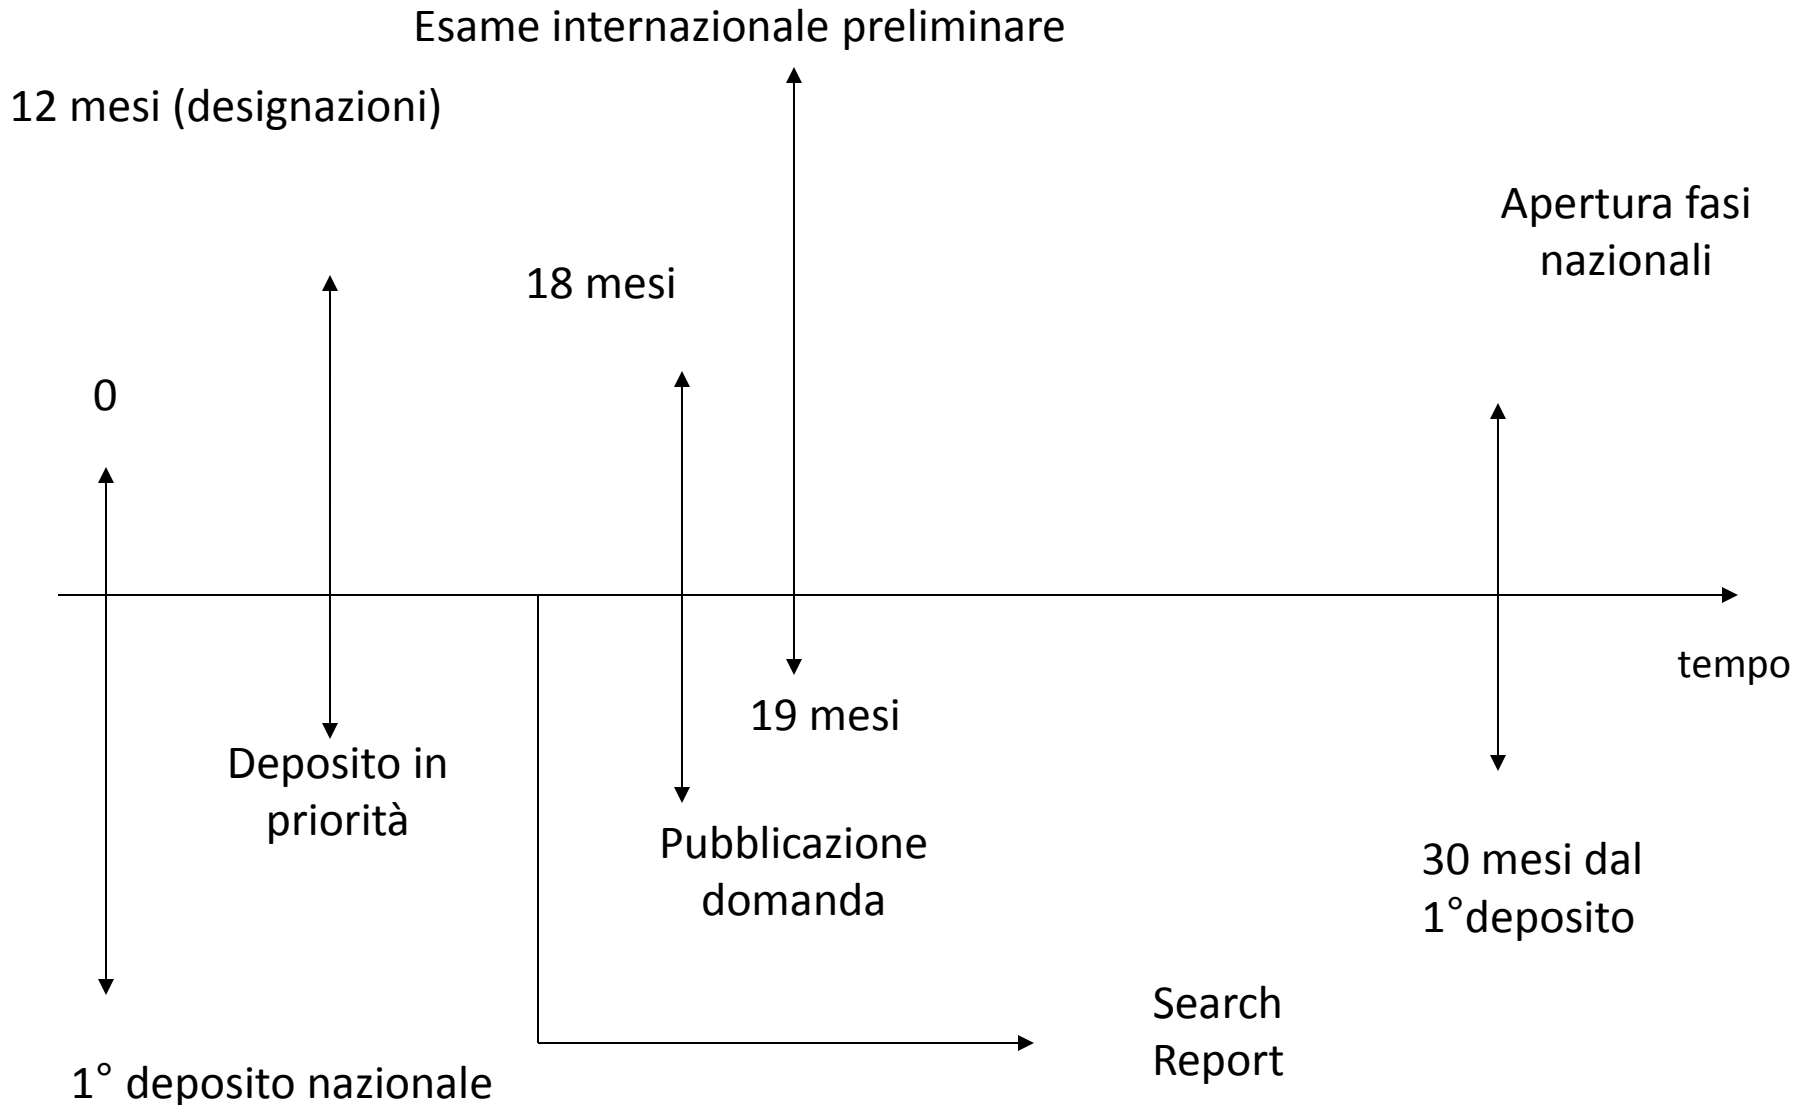 Esame internazionale preliminare
12 mesi (designazioni)
Apertura fasi
nazionali
18 mesi
0
tempo
19 mesi
Deposito in
priorità
Pubblicazione
domanda
30 mesi dal
1°deposito
Search
Report
1° deposito nazionale